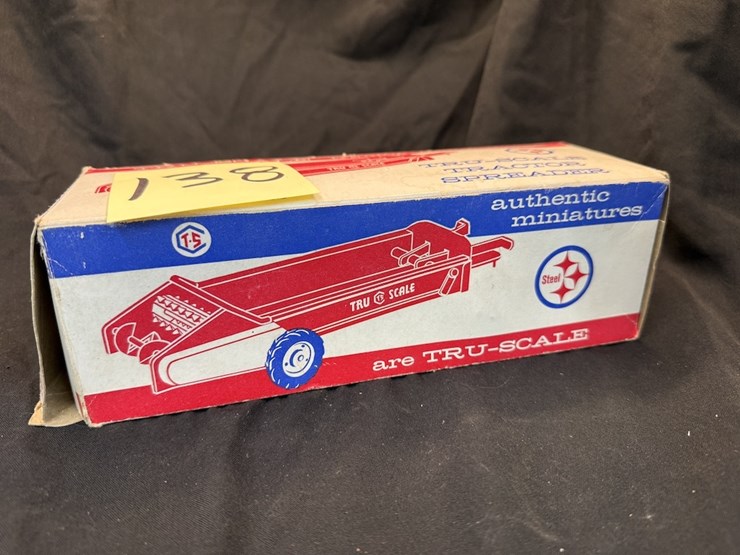 138
TRU-SCALE
TRACTOR
SPREADER
authentic
miniatures
T·S
TRU TS SCALE
Steel
are TRU-SCALE